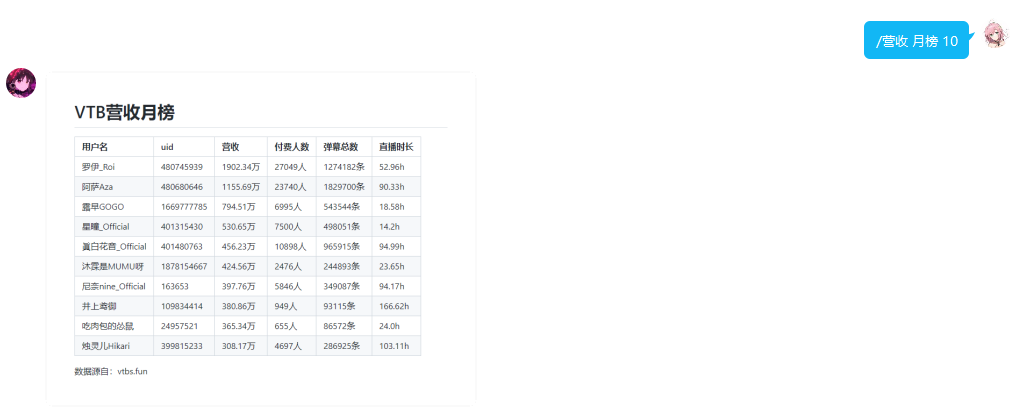 /营收 月榜 10
VTB营收月榜
用户名 uid 营收 付费人数 弹幕总数 直播时长
罗伊_Roi 480745939 1902.34万 27049人 1274182条 52.96h
阿萨Aza 480680646 1155.69万 23740人 1829700条 90.33h
露早GOGO 1669777785 794.51万 6995人 543544条 18.58h
星瞳_Official 401315430 530.65万 7500人 498051条 14.2h
眞白花音_Official 401480763 456.23万 10898人 965915条 94.99h
沐霂是MUMU呀 1878154667 424.56万 2476人 244893条 23.65h
尼奈nine_Official 163653 397.76万 5846人 349087条 94.17h
井上鸢御 109834414 380.86万 949人 93115条 166.62h
吃肉包的怂鼠 24957521 365.34万 655人 86572条 24.0h
烛灵儿Hikari 399815233 308.17万 4697人 286925条 103.11h
数据源自：vtbs.fun